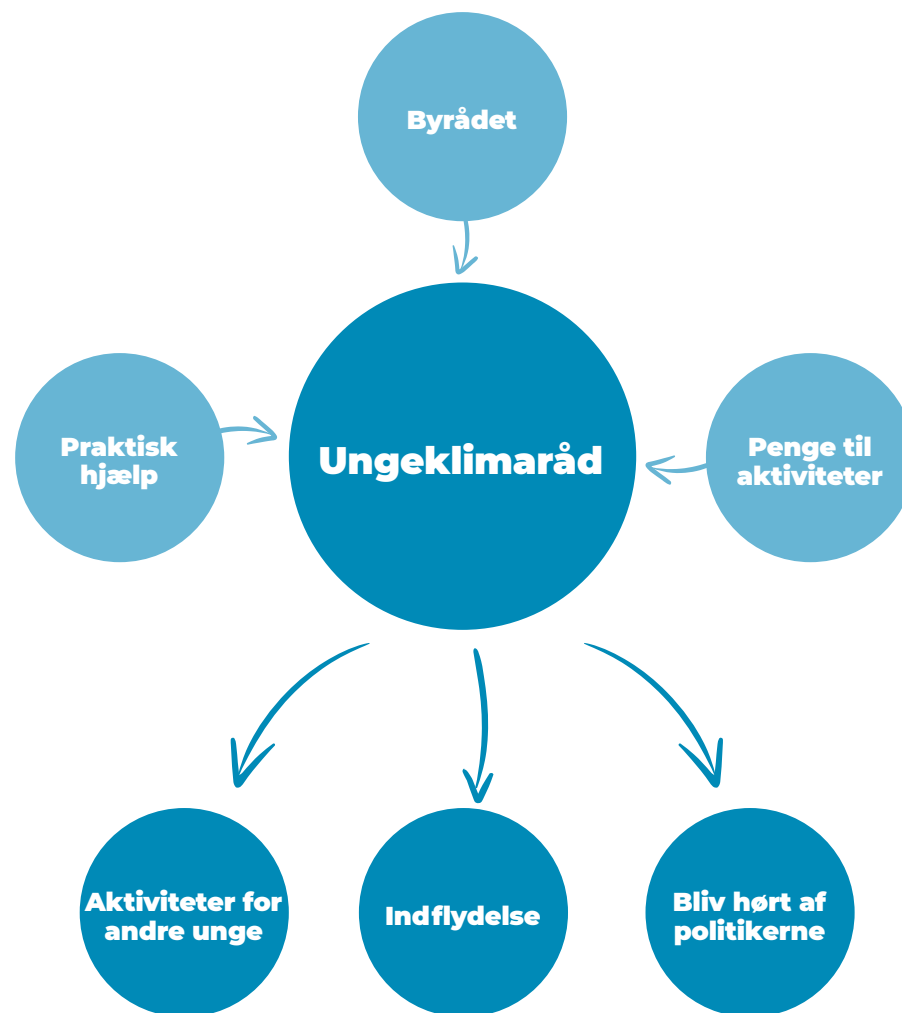 Byrådet
Praktisk
hjælp
Ungeklimaråd
Penge til
aktiviteter
Aktiviteter for
andre unge
Indflydelse
Bliv hørt af
politikerne